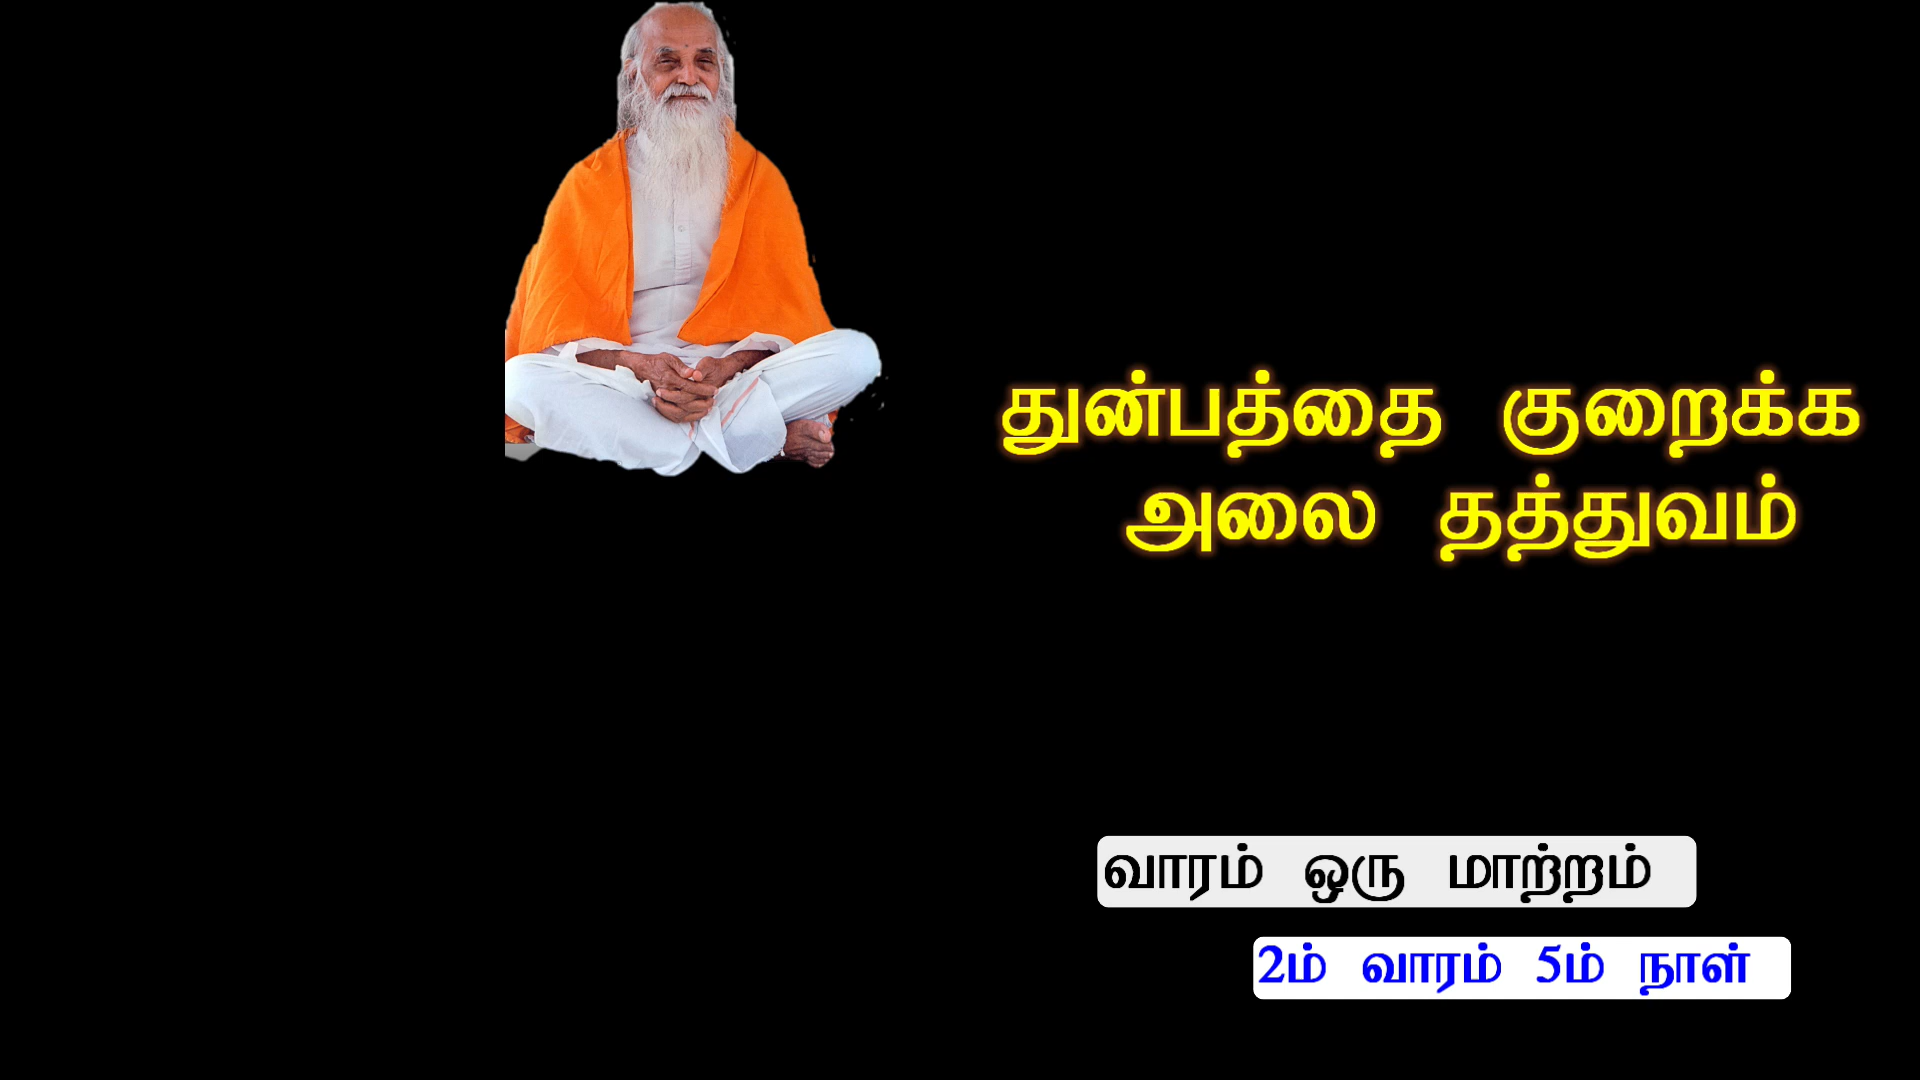 துன்பத்தை குறைக்க
அலை தத்துவம்
வாரம் ஒரு மாற்றம்
2ம் வாரம் 5ம் நாள்